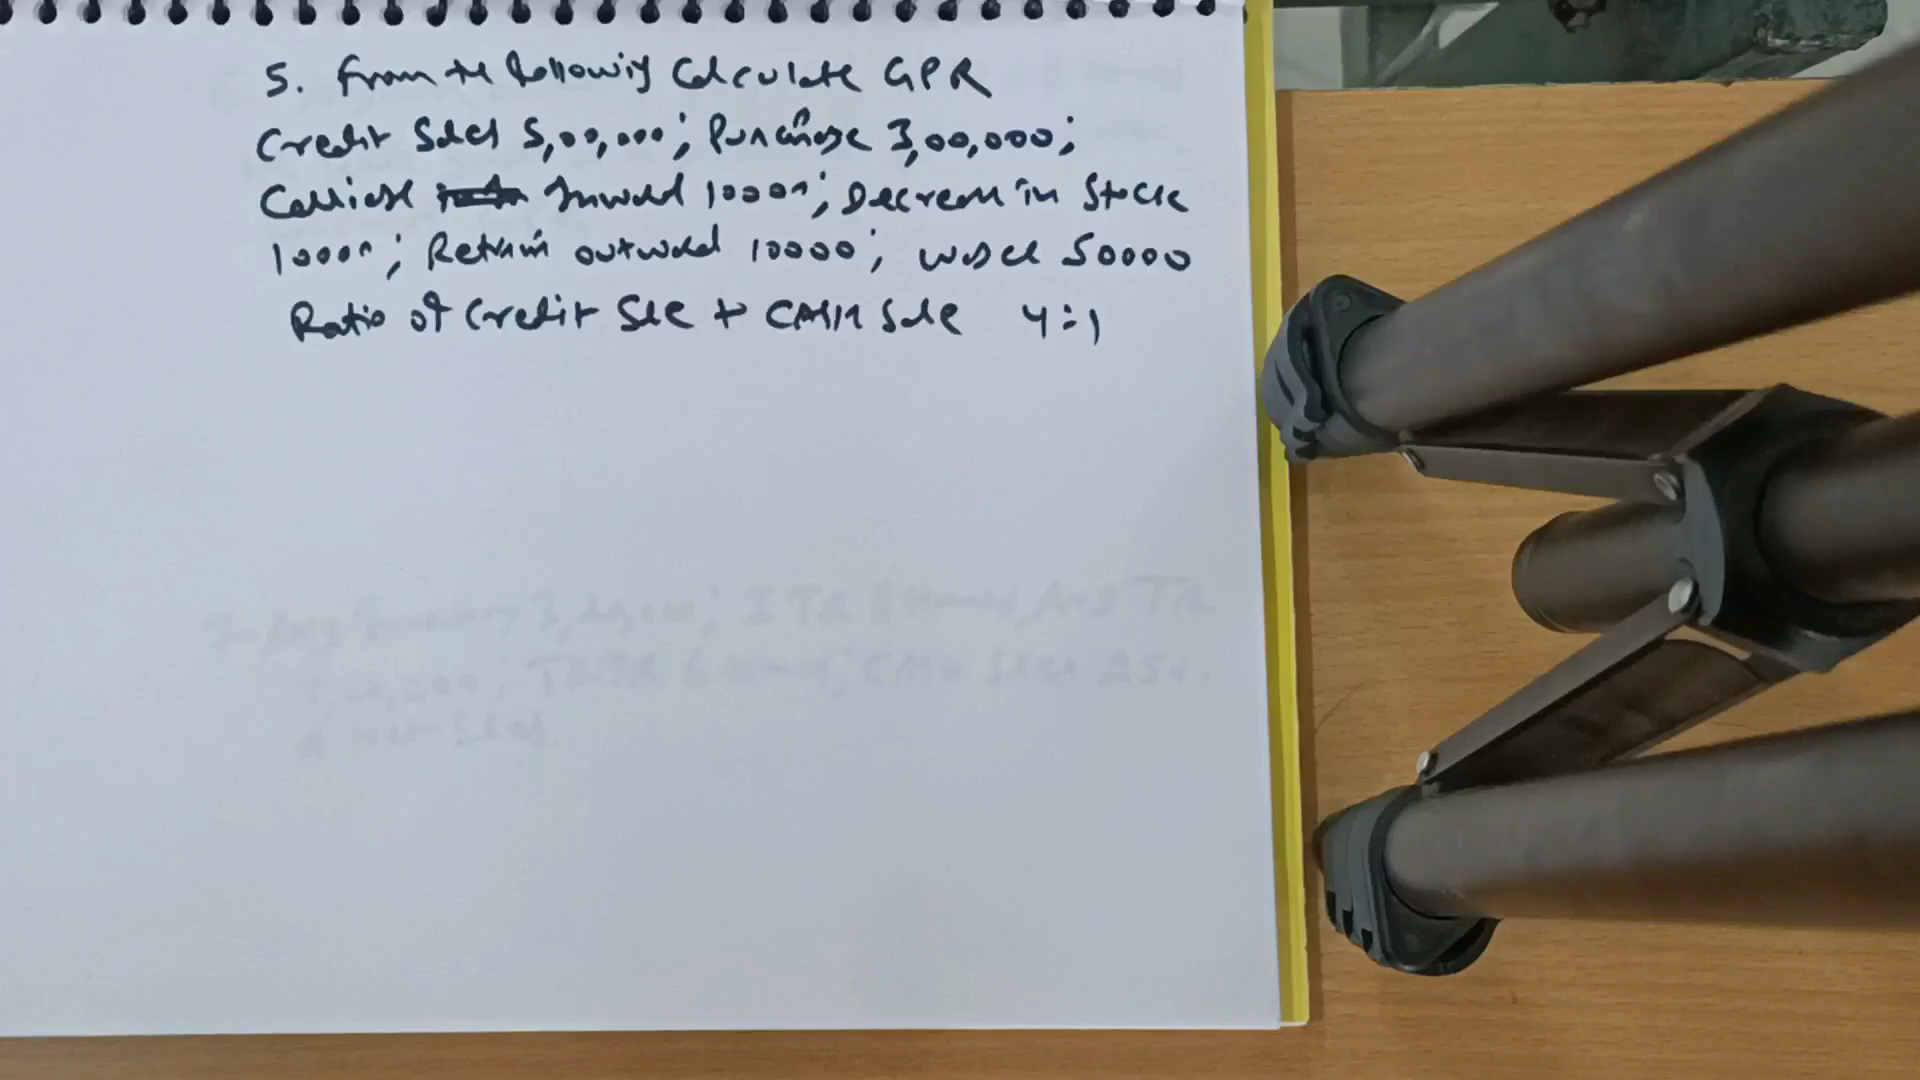 5. From the following Calculate GPR
Credit Sales 5,00,000; Purchase 3,00,000;
Carriage Inward 10000; Decrease in Stock
10000; Return outward 10000; wages 50000
Ratio of Credit Sale to CASH Sale 4:1